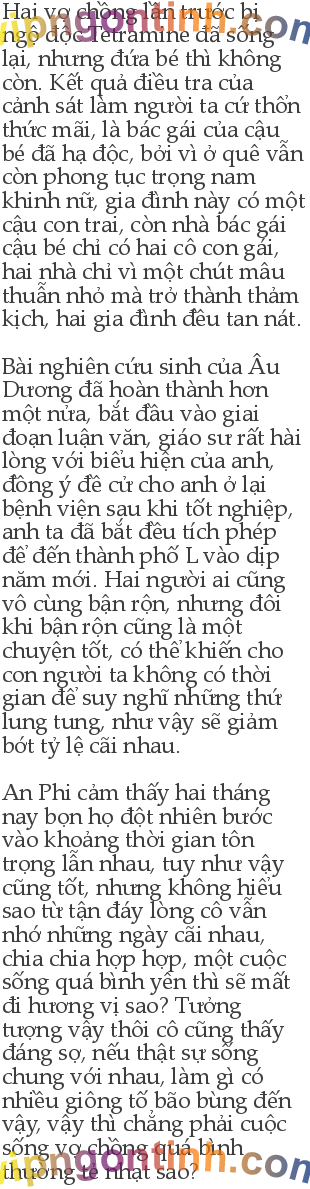 Hai vợ chồng lần trước bị
ngộ độc Tetramine đã sống
lại, nhưng đứa bé thì không
còn. Kết quả điều tra của
cảnh sát làm người ta cứ thổn
thức mãi, là bác gái của cậu
bé đã hạ độc, bởi vì ở quê vẫn
còn phong tục trọng nam
khinh nữ, gia đình này có một
cậu con trai, còn nhà bác gái
cậu bé chỉ có hai cô con gái,
hai nhà chỉ vì một chút mâu
thuẫn nhỏ mà trở thành thảm
kịch, hai gia đình đều tan nát.
Bài nghiên cứu sinh của Âu
Dương đã hoàn thành hơn
một nửa, bắt đầu vào giai
đoạn luận văn, giáo sư rất hài
lòng với biểu hiện của anh,
đồng ý đề cử cho anh ở lại
bệnh viện sau khi tốt nghiệp,
anh ta đã bắt đều tích phép
để đến thành phố L vào dịp
năm mới. Hai người ai cũng
vô cùng bận rộn, nhưng đôi
khi bận rộn cũng là một
chuyện tốt, có thể khiến cho
con người ta không có thời
gian để suy nghĩ những thứ
lung tung, như vậy sẽ giảm
bớt tỷ lệ cãi nhau.
An Phi cảm thấy hai tháng
nay bọn họ đột nhiên bước
vào khoảng thời gian tôn
trọng lẫn nhau, tuy như vậy
cũng tốt, nhưng không hiểu
sao từ tận đáy lòng cô vẫn
nhớ những ngày cãi nhau,
chia chia hợp hợp, một cuộc
sống quá bình yên thì sẽ mất
đi hương vị sao? Tưởng
tượng vậy thôi cô cũng thấy
đáng sợ, nếu thật sự sống
chung với nhau, làm gì có
nhiều giông tố bão bùng đến
vậy, vậy thì chẳng phải cuộc
sống vợ chồng quá bình
thường tẻ nhạt sao?
vipngontinh.com
vipngontinh.com